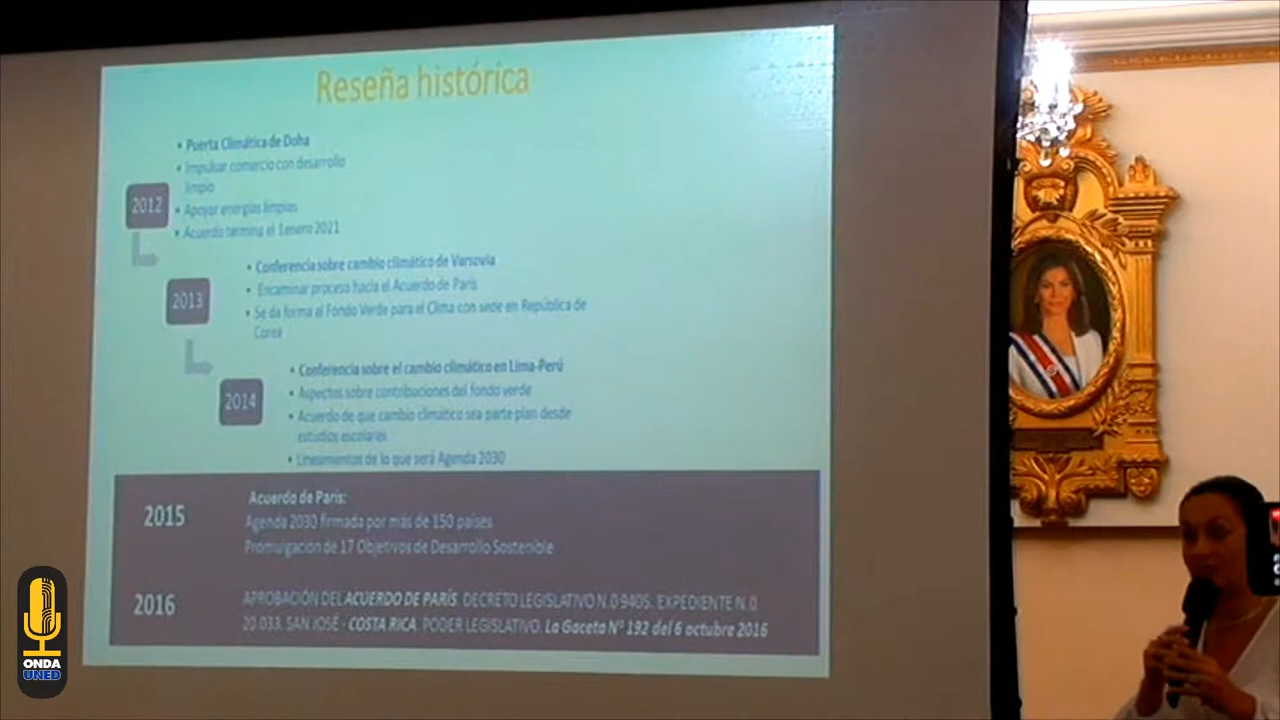 Reseña histórica
2012
• Puerta Climática de Doha
• Impulsar comercio con desarrollo
limpio
• Apoyar energías limpias
• Acuerdo termina el 1enero 2021
2013
• Conferencia sobre cambio climático de Varsovia
• Encaminar proceso hacia el Acuerdo de París
• Se da forma al Fondo Verde para el Clima con sede en República de
Corea
2014
• Conferencia sobre el cambio climático en Lima-Perú
• Aspectos sobre contribuciones del fondo verde
• Acuerdo de que cambio climático sea parte plan desde
estudios escolares
• Lineamientos de lo que será Agenda 2030
2015
Acuerdo de París:
Agenda 2030 firmada por más de 150 países
Promulgacion de 17 Objetivos de Desarrollo Sostenible
2016
APROBACIÓN DEL ACUERDO DE PARÍS. DECRETO LEGISLATIVO N.0 9405. EXPEDIENTE N.0
20.033. SAN JOSÉ - COSTA RICA. PODER LEGISLATIVO. La Gaceta N° 192 del 6 octubre 2016
ONDA
UNED